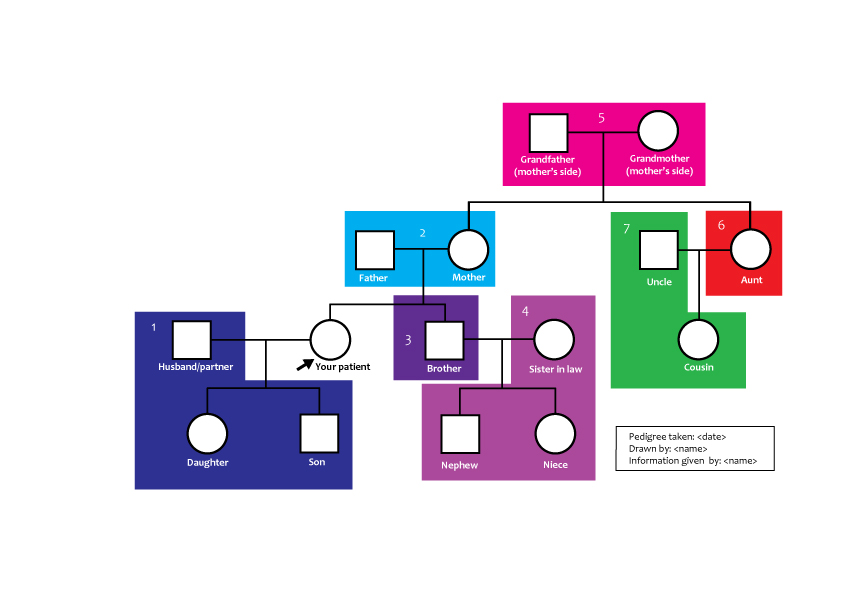 5
Grandfather
(mother's side)
Grandmother
(mother's side)
2
Father
Mother
7
Uncle
6
Aunt
1
Husband/partner
Your patient
3
Brother
4
Sister in law
Cousin
Daughter
Son
Nephew
Niece
Pedigree taken: <date>
Drawn by: <name>
Information given  by: <name>